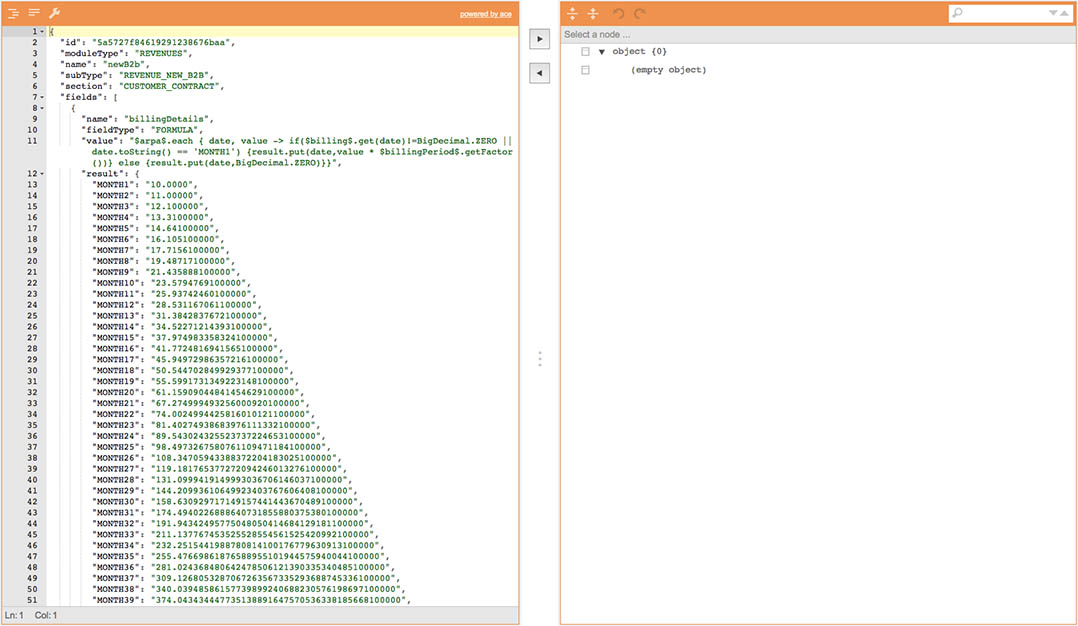 powered by ace
1 {
2 "id": "5a5727f84619291238676baa",
3 "moduleType": "REVENUES",
4 "name": "newB2b",
5 "subType": "REVENUE_NEW_B2B",
6 "section": "CUSTOMER_CONTRACT",
7 "fields": [
8 {
9 "name": "billingDetails",
10 "fieldType": "FORMULA",
11 "value": "$arpa$.each { date, value -> if($billing$.get(date)!=BigDecimal.ZERO ||
date.toString() == 'MONTH1') {result.put(date,value * $billingPeriod$.getFactor
())} else {result.put(date,BigDecimal.ZERO)}}",
12 "result": {
13 "MONTH1": "10.0000",
14 "MONTH2": "11.00000",
15 "MONTH3": "12.100000",
16 "MONTH4": "13.3100000",
17 "MONTH5": "14.64100000",
18 "MONTH6": "16.105100000",
19 "MONTH7": "17.7156100000",
20 "MONTH8": "19.48717100000",
21 "MONTH9": "21.435888100000",
22 "MONTH10": "23.5794769100000",
23 "MONTH11": "25.93742460100000",
24 "MONTH12": "28.531167061100000",
25 "MONTH13": "31.3842837672100000",
26 "MONTH14": "34.52271214393100000",
27 "MONTH15": "37.974983358324100000",
28 "MONTH16": "41.7724816941565100000",
29 "MONTH17": "45.94972986357216100000",
30 "MONTH18": "50.544702849929377100000",
31 "MONTH19": "55.5991731349223148100000",
32 "MONTH20": "61.15909044841454629100000",
33 "MONTH21": "67.274999493256000920100000",
34 "MONTH22": "74.0024994425816010121100000",
35 "MONTH23": "81.40274938683976111332100000",
36 "MONTH24": "89.543024325523737224653100000",
37 "MONTH25": "98.4973267580761109471184100000",
38 "MONTH26": "108.34705943388372204183025100000",
39 "MONTH27": "119.181765377272094246013276100000",
40 "MONTH28": "131.0999419149993036706146037100000",
41 "MONTH29": "144.20993610649923403767606408100000",
42 "MONTH30": "158.630929717149157441443670489100000",
43 "MONTH31": "174.4940226888640731855880375380100000",
44 "MONTH32": "191.94342495775048050414684129181100000",
45 "MONTH33": "211.137767453525528554561525420992100000",
46 "MONTH34": "232.2515441988780814100176779630913100000",
47 "MONTH35": "255.47669861876588955101944575940044100000",
48 "MONTH36": "281.024368480642478506121390335340485100000",
49 "MONTH37": "309.1268053287067263567335293688745336100000",
50 "MONTH38": "340.03948586157739899240688230576198697100000",
51 "MONTH39": "374.043434447735138891647570536338185668100000",
Ln: 1 Col: 1
Select a node ...
object {0}
(empty object)